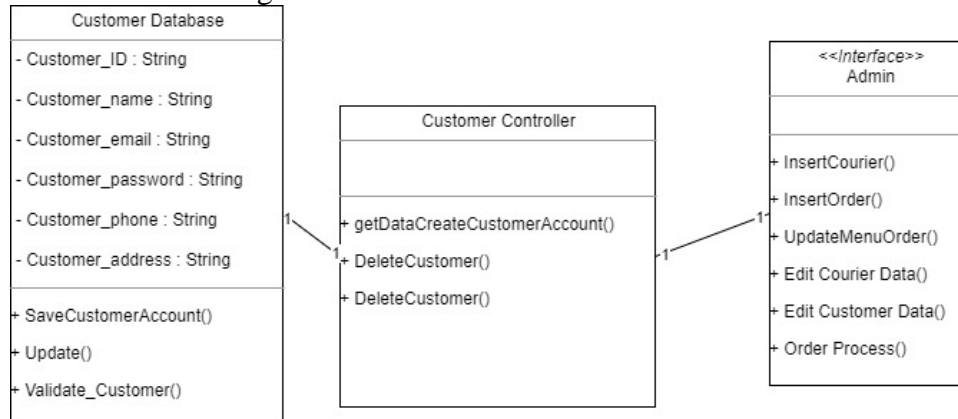 Customer Database
- Customer_ID : String
- Customer_name : String
- Customer_email : String
- Customer_password : String
- Customer_phone : String
- Customer_address : String
+ SaveCustomerAccount()
+ Update()
+ Validate_Customer()
1
1
Customer Controller
+ getDataCreateCustomerAccount()
+ DeleteCustomer()
+ DeleteCustomer()
1
1
<<Interface>>
Admin
+ InsertCourier()
+ InsertOrder()
+ UpdateMenuOrder()
+ Edit Courier Data()
+ Edit Customer Data()
+ Order Process()